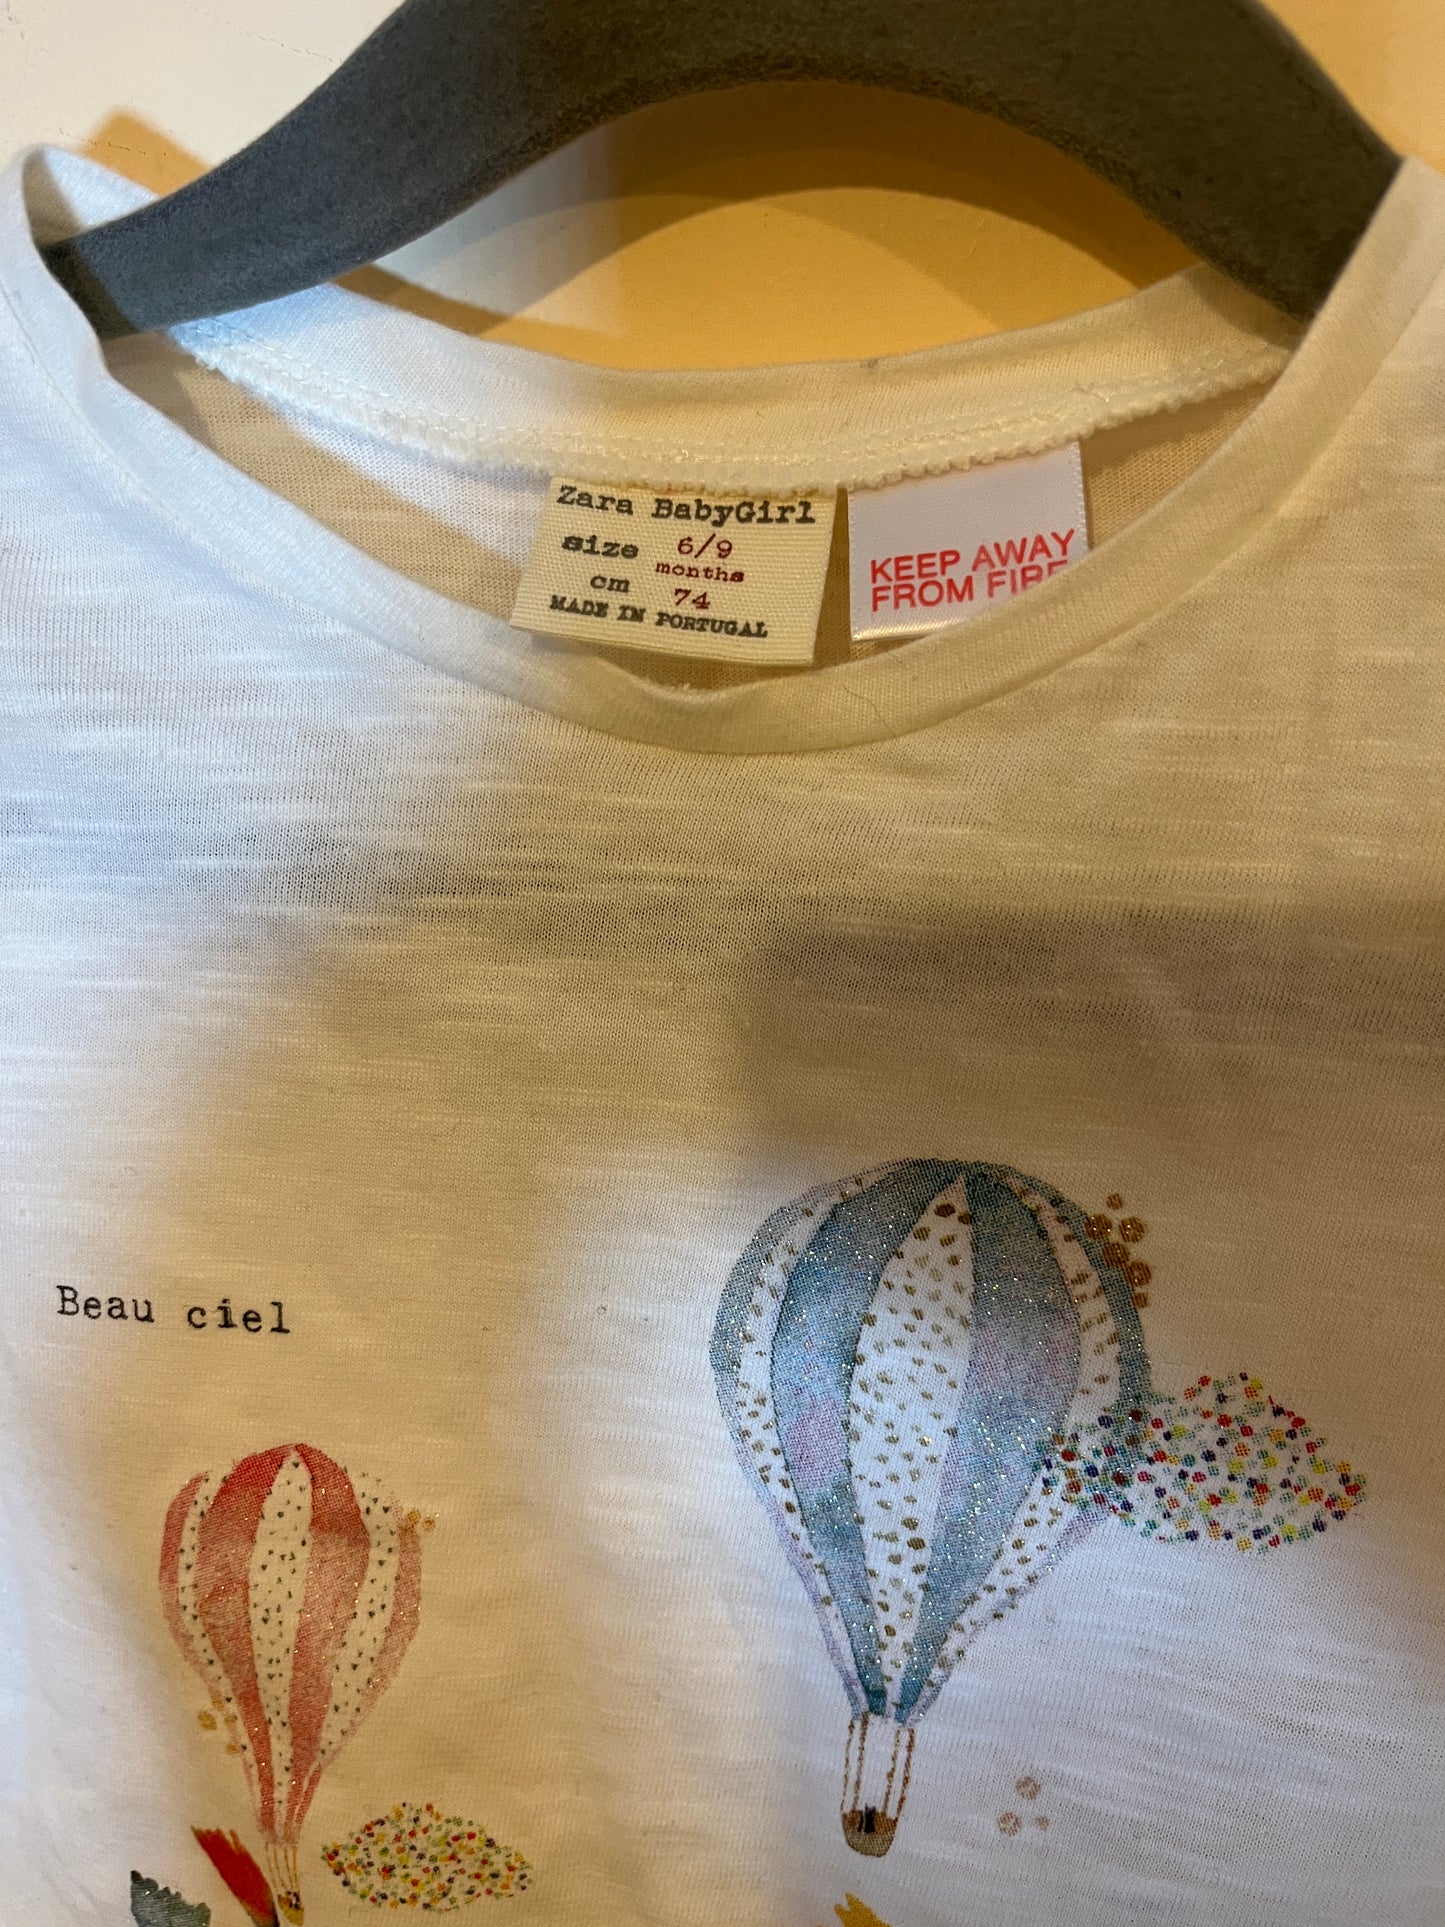 Zara BabyGirl
size 6/9
months
cm 74
MADE IN PORTUGAL
KEEP AWAY
FROM FIRE
Beau ciel